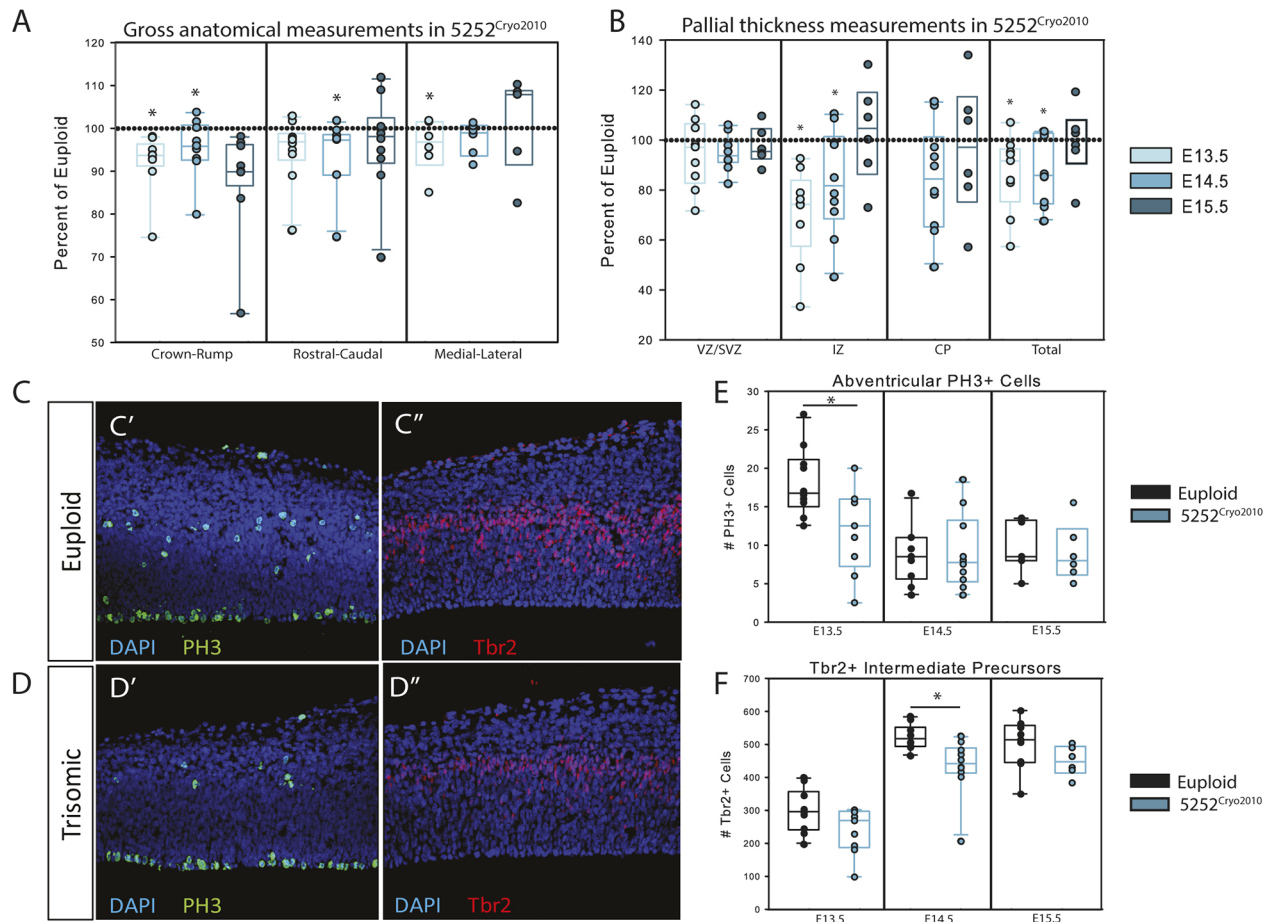 A
Gross anatomical measurements in 5252Cryo2010
Percent of Euploid
120
110
100
90
80
70
60
50
* * * *
Crown-Rump Rostral-Caudal Medial-Lateral
B
Pallial thickness measurements in 5252Cryo2010
Percent of Euploid
140
120
100
80
60
40
20
* * * *
VZ/SVZ IZ CP Total
E13.5
E14.5
E15.5
C
Euploid
C'
DAPI PH3
C"
DAPI Tbr2
D
Trisomic
D'
DAPI PH3
D"
DAPI Tbr2
E
Abventricular PH3+ Cells
# PH3+ Cells
30
25
20
15
10
5
0
*
E13.5 E14.5 E15.5
Euploid
5252Cryo2010
F
Tbr2+ Intermediate Precursors
# Tbr2+ Cells
700
600
500
400
300
200
100
0
*
E13.5 E14.5 E15.5
Euploid
5252Cryo2010